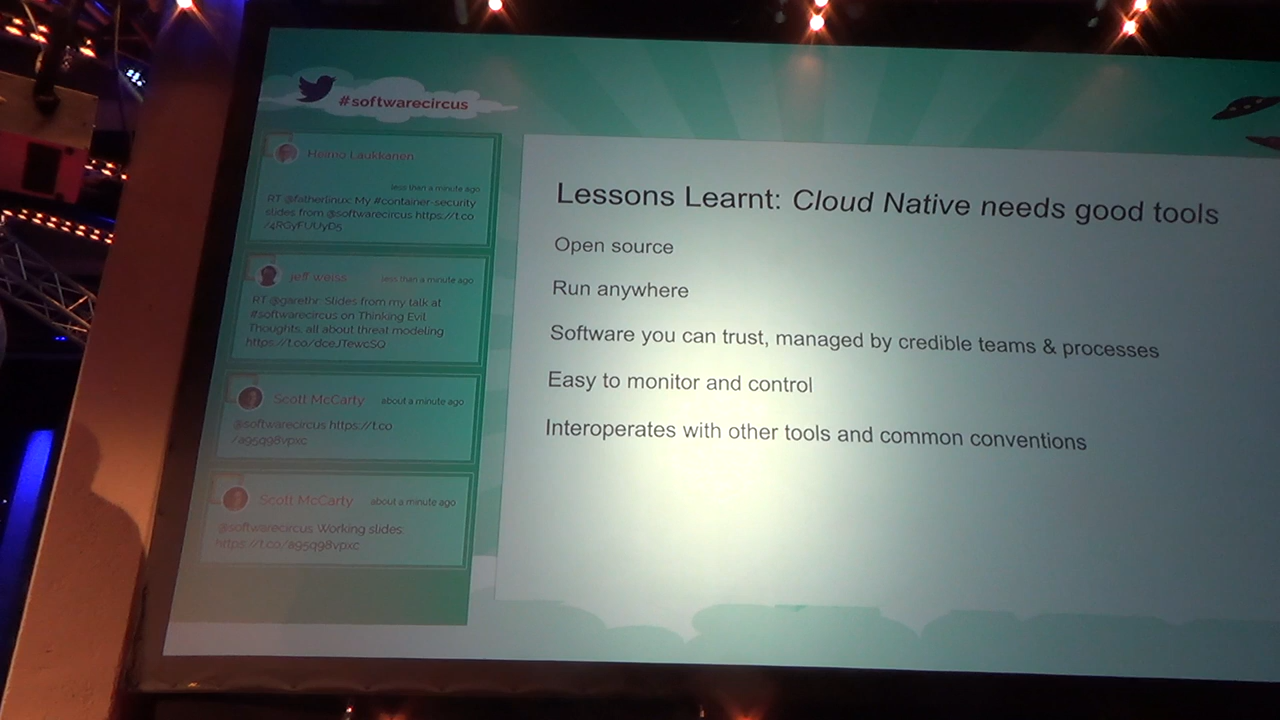 #softwarecircus
Heimo Laukkanen
less than a minute ago
RT @fatherlinux: My #container security
slides from @softwarecircus https://t.co
/4RGyFUUyD5
jeff weiss less than a minute ago
RT @garethr: Slides from my talk at
#softwarecircus on Thinking Evil
Thoughts, all about threat modeling
https://t.co/dceJTewcSQ
Scott McCarty about a minute ago
@softwarecircus https://t.co
/a95q98vpxc
Scott McCarty about a minute ago
@softwarecircus Working slides:
https://t.co/a95q98vpxc
Lessons Learnt: Cloud Native needs good tools
Open source
Run anywhere
Software you can trust, managed by credible teams & processes
Easy to monitor and control
Interoperates with other tools and common conventions